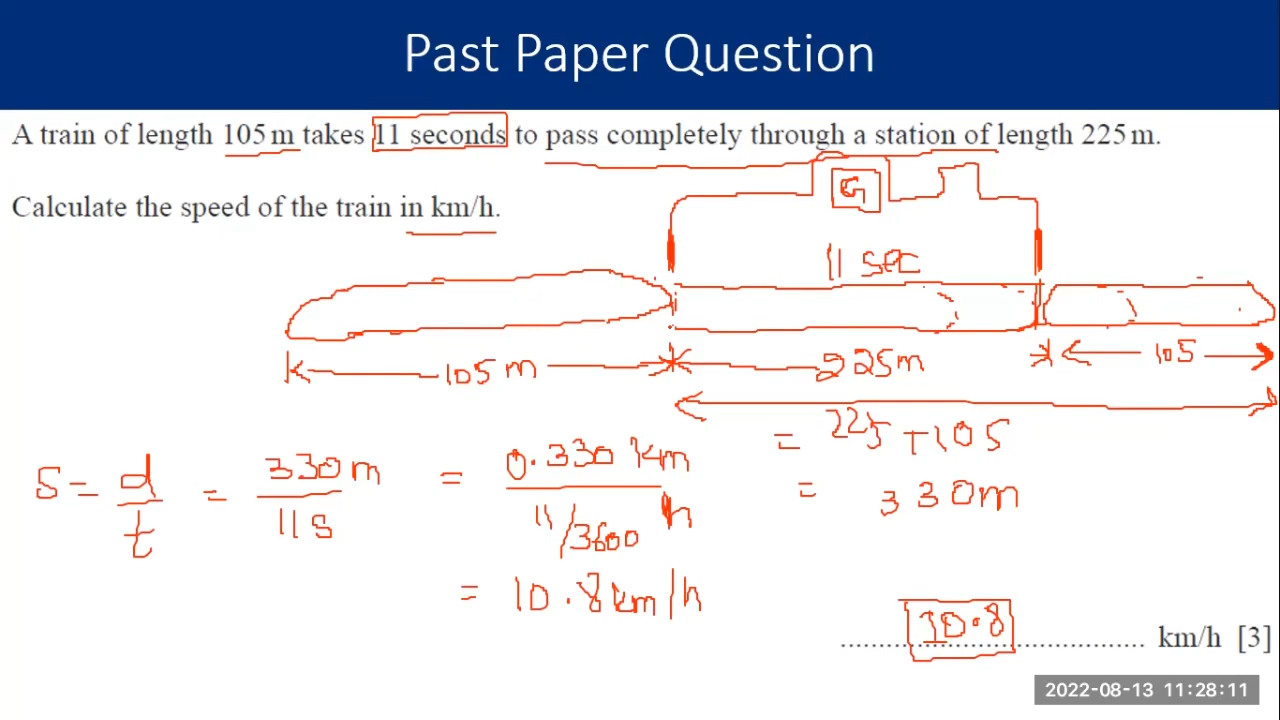 Past Paper Question
A train of length 105 m takes 11 seconds to pass completely through a station of length 225 m.
G
Calculate the speed of the train in km/h.
11 sec
105 m
225m
105
= 225 + 105
S = d/t = 330 m / 11 s = 0.330 km / 11/3600 h
= 330m
= 10.8 km/h
10.8
........................................ km/h [3]
2022-08-13 11:28:11